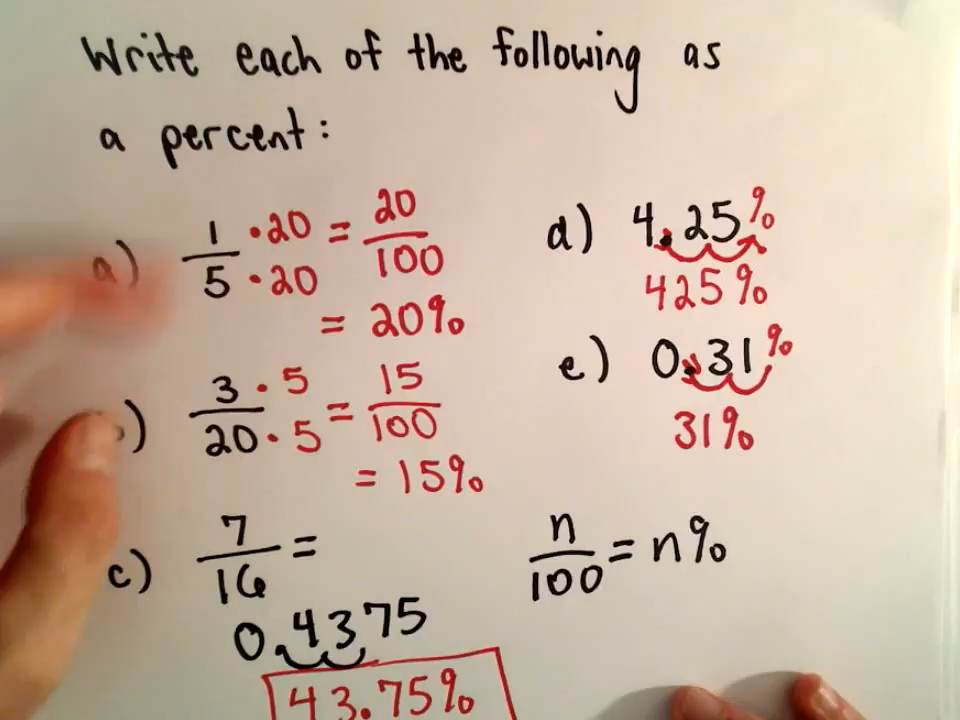 Write each of the following as
a percent:
a) 1/5 · 20 / · 20 = 20/100
= 20%
b) 3 · 5 / 20 · 5 = 15/100
= 15%
c) 7/16 =
0.4375
43.75%
d) 4.25%
425%
e) 0.31%
31%
n/100 = n%